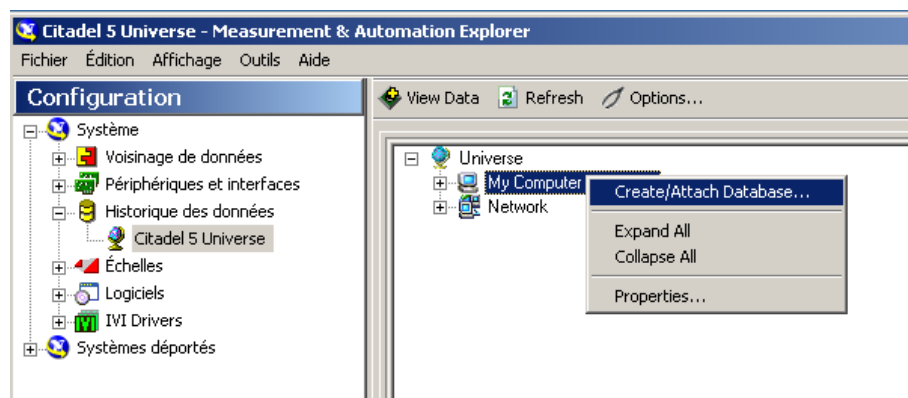 Citadel 5 Universe - Measurement & Automation Explorer
Fichier Édition Affichage Outils Aide
Configuration
View Data Refresh Options...
Système
Voisinage de données
Périphériques et interfaces
Historique des données
Citadel 5 Universe
Échelles
Logiciels
IVI Drivers
Systèmes déportés
Universe
My Computer
Network
Create/Attach Database...
Expand All
Collapse All
Properties...